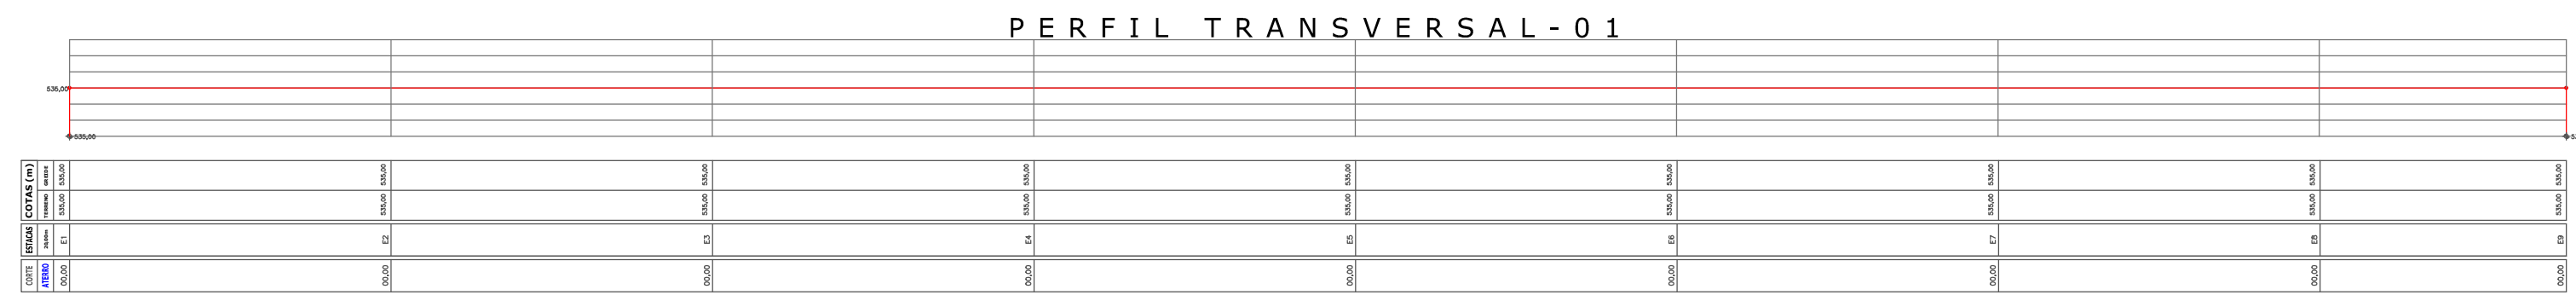 PERFIL TRANSVERSAL-01
535,00
535,00
COTAS (m)
GREIDE
535,00 535,00 535,00 535,00 535,00 535,00 535,00 535,00 535,00
TERRENO
535,00 535,00 535,00 535,00 535,00 535,00 535,00 535,00 535,00
ESTACAS
20,00m
E1 E2 E3 E4 E5 E6 E7 E8 E9
CORTE
ATERRO
00,00 00,00 00,00 00,00 00,00 00,00 00,00 00,00 00,00